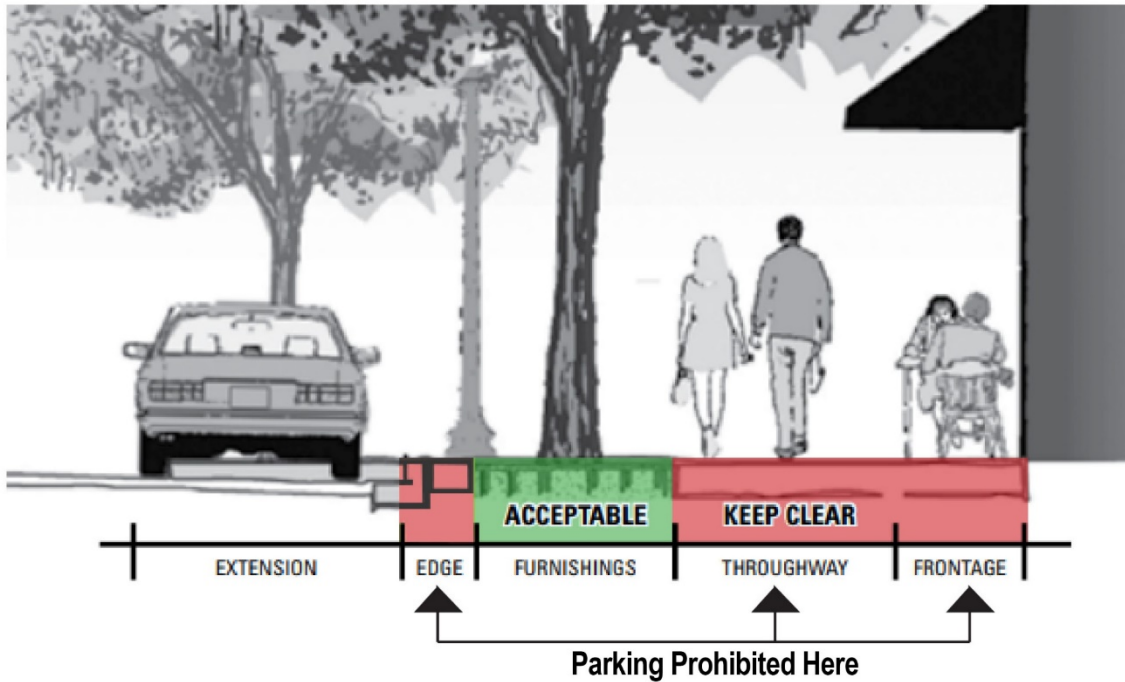 ACCEPTABLE KEEP CLEAR
EXTENSION EDGE FURNISHINGS THROUGHWAY FRONTAGE
Parking Prohibited Here